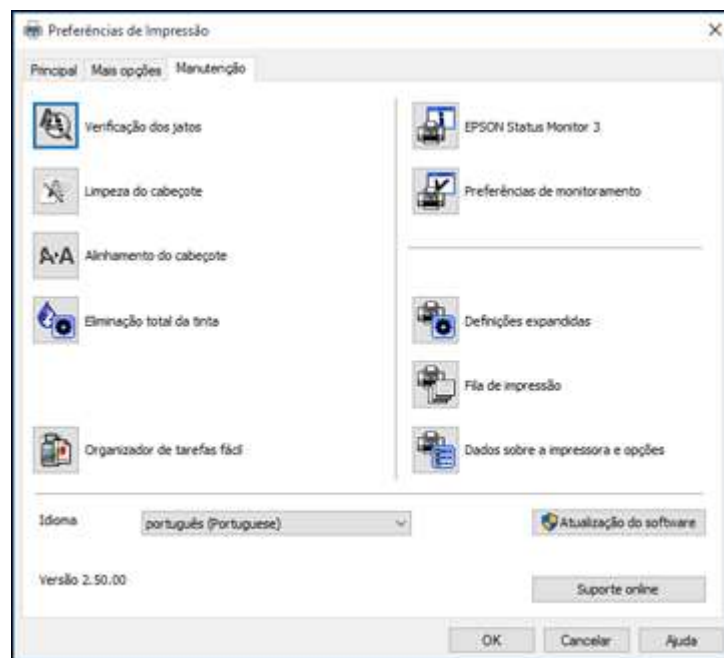 Preferências de Impressão
Principal Mais opções Manutenção
Verificação dos jatos
EPSON Status Monitor 3
Limpeza do cabeçote
Preferências de monitoramento
A·A Alinhamento do cabeçote
Eliminação total da tinta
Definições expandidas
Fila de impressão
Organizador de tarefas fácil
Dados sobre a impressora e opções
Idioma português (Portuguese) Atualização do software
Versão 2.50.00
Suporte online
OK Cancelar Ajuda